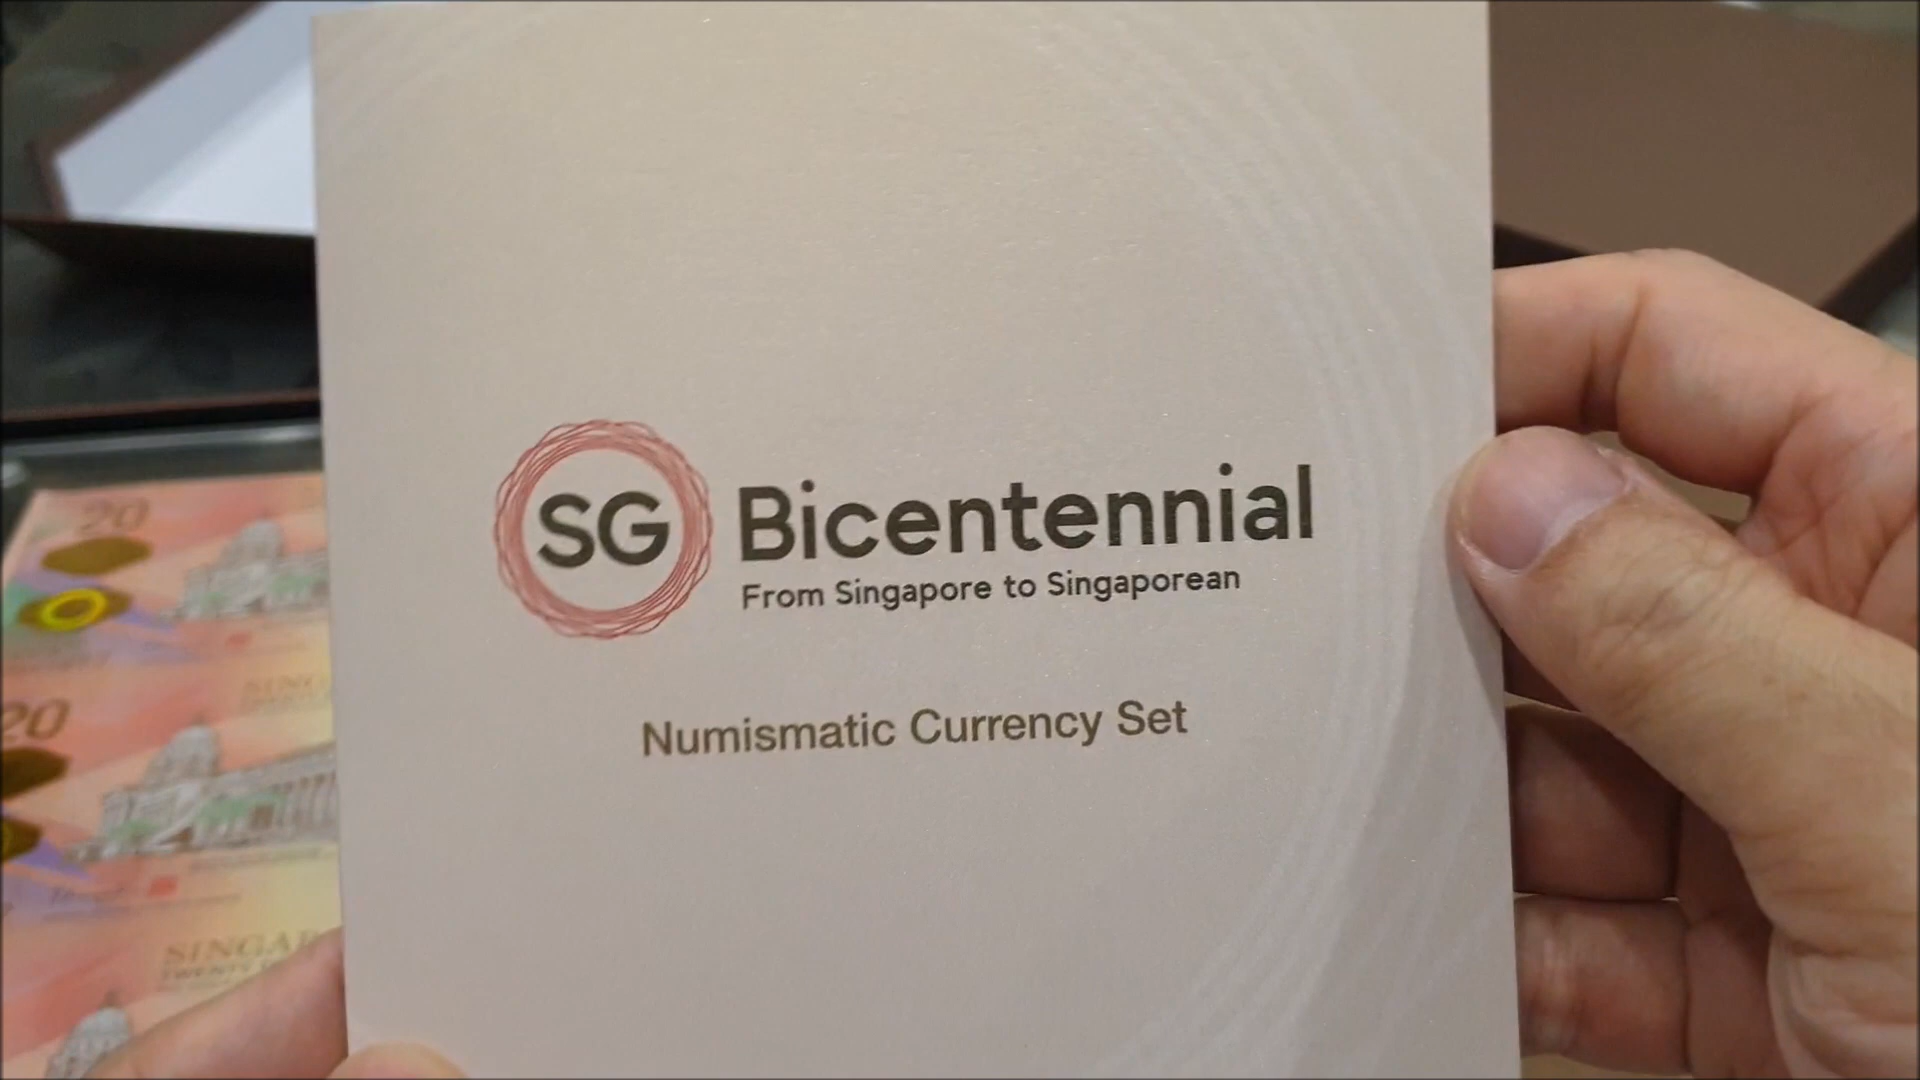 SG Bicentennial
From Singapore to Singaporean
Numismatic Currency Set
20
20